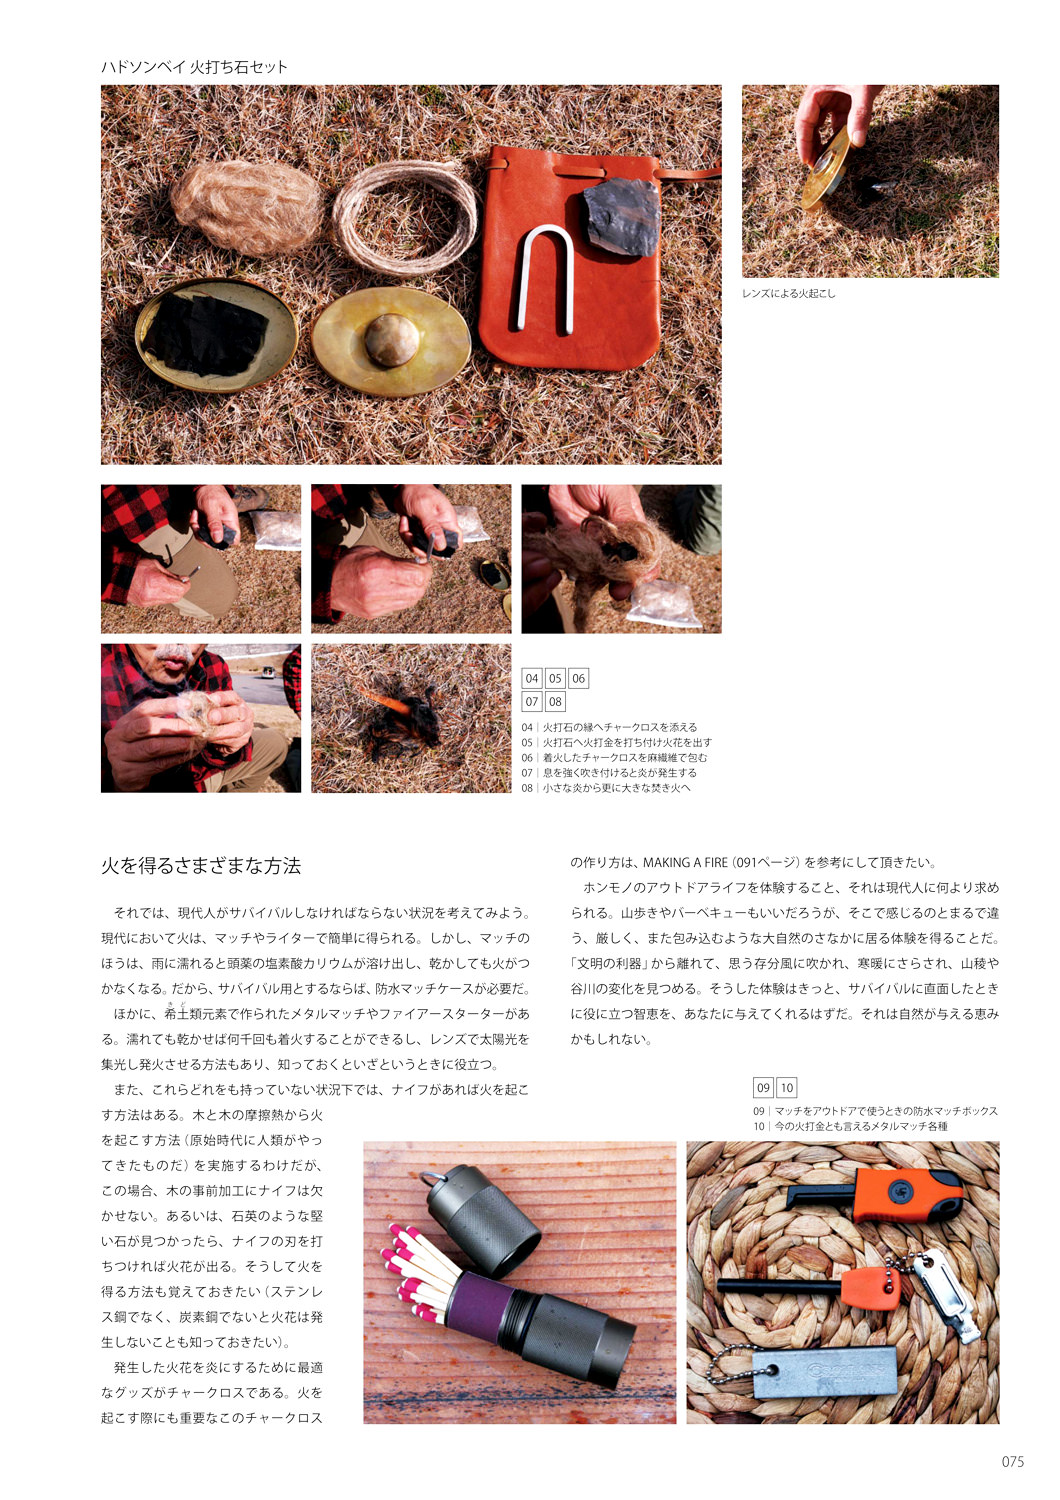 ハドソンベイ 火打ち石セット
レンズによる火起こし
04 05 06
07 08
04｜火打石の縁へチャークロスを添える
05｜火打石へ火打金を打ち付け火花を出す
06｜着火したチャークロスを麻繊維で包む
07｜息を強く吹き付けると炎が発生する
08｜小さな炎から更に大きな焚き火へ
火を得るさまざまな方法
それでは、現代人がサバイバルしなければならない状況を考えてみよう。
現代において火は、マッチやライターで簡単に得られる。しかし、マッチの
ほうは、雨に濡れると頭薬の塩素酸カリウムが溶け出し、乾かしても火がつ
かなくなる。だから、サバイバル用とするならば、防水マッチケースが必要だ。
きど
ほかに、希土類元素で作られたメタルマッチやファイアースターターがあ
る。濡れても乾かせば何千回も着火することができるし、レンズで太陽光を
集光し発火させる方法もあり、知っておくといざというときに役立つ。
また、これらどれをも持っていない状況下では、ナイフがあれば火を起こ
す方法はある。木と木の摩擦熱から火
を起こす方法（原始時代に人類がやっ
てきたものだ）を実施するわけだが、
この場合、木の事前加工にナイフは欠
かせない。あるいは、石英のような堅
い石が見つかったら、ナイフの刃を打
ちつければ火花が出る。そうして火を
得る方法も覚えておきたい（ステンレ
ス鋼でなく、炭素鋼でないと火花は発
生しないことも知っておきたい）。
発生した火花を炎にするために最適
なグッズがチャークロスである。火を
起こす際にも重要なこのチャークロス
の作り方は、MAKING A FIRE（091ページ）を参考にして頂きたい。
ホンモノのアウトドアライフを体験すること、それは現代人に何より求め
られる。山歩きやバーベキューもいいだろうが、そこで感じるのとまるで違
う、厳しく、また包み込むような大自然のさなかに居る体験を得ることだ。
「文明の利器」から離れて、思う存分風に吹かれ、寒暖にさらされ、山稜や
谷川の変化を見つめる。そうした体験はきっと、サバイバルに直面したとき
に役に立つ智恵を、あなたに与えてくれるはずだ。それは自然が与える恵み
かもしれない。
09 10
09｜マッチをアウトドアで使うときの防水マッチボックス
10｜今の火打金とも言えるメタルマッチ各種
075